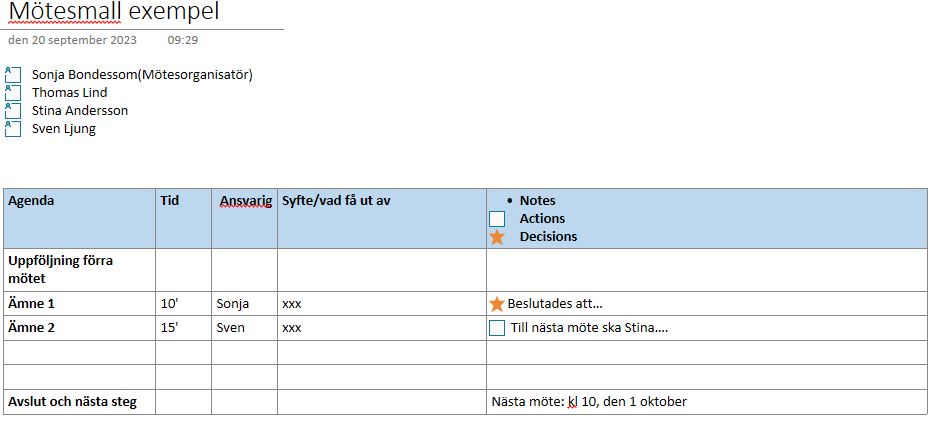 Mötesmall exempel
den 20 september 2023 09:29
Sonja Bondessom(Mötesorganisatör)
Thomas Lind
Stina Andersson
Sven Ljung
Agenda Tid Ansvarig Syfte/vad få ut av • Notes
Actions
Decisions
Uppföljning förra
mötet
Ämne 1 10' Sonja xxx Beslutades att...
Ämne 2 15' Sven xxx Till nästa möte ska Stina....
Avslut och nästa steg Nästa möte: kl 10, den 1 oktober